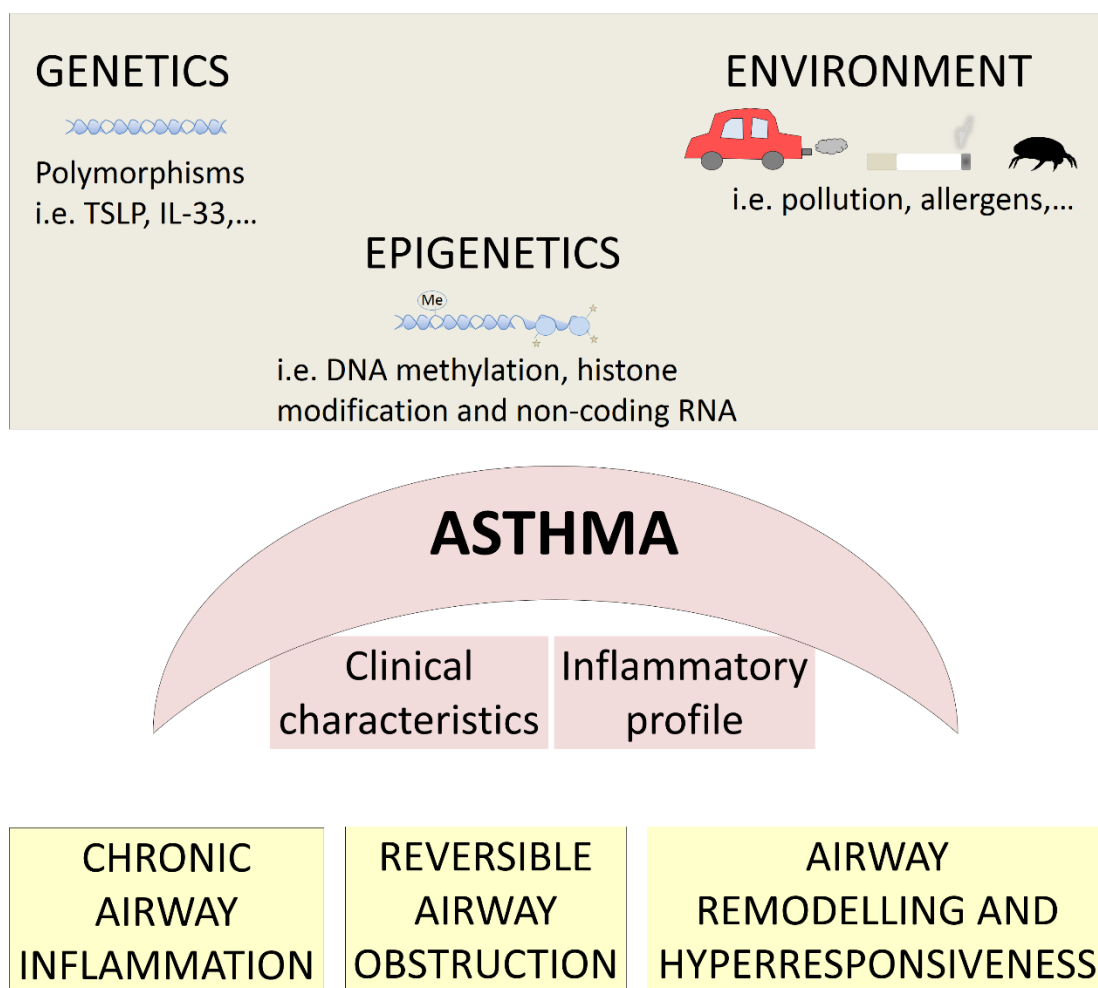 GENETICS
Polymorphisms
i.e. TSLP, IL-33,...
ENVIRONMENT
i.e. pollution, allergens,...
EPIGENETICS
Me
i.e. DNA methylation, histone
modification and non-coding RNA
ASTHMA
Clinical
characteristics
Inflammatory
profile
CHRONIC
AIRWAY
INFLAMMATION
REVERSIBLE
AIRWAY
OBSTRUCTION
AIRWAY
REMODELLING AND
HYPERRESPONSIVENESS